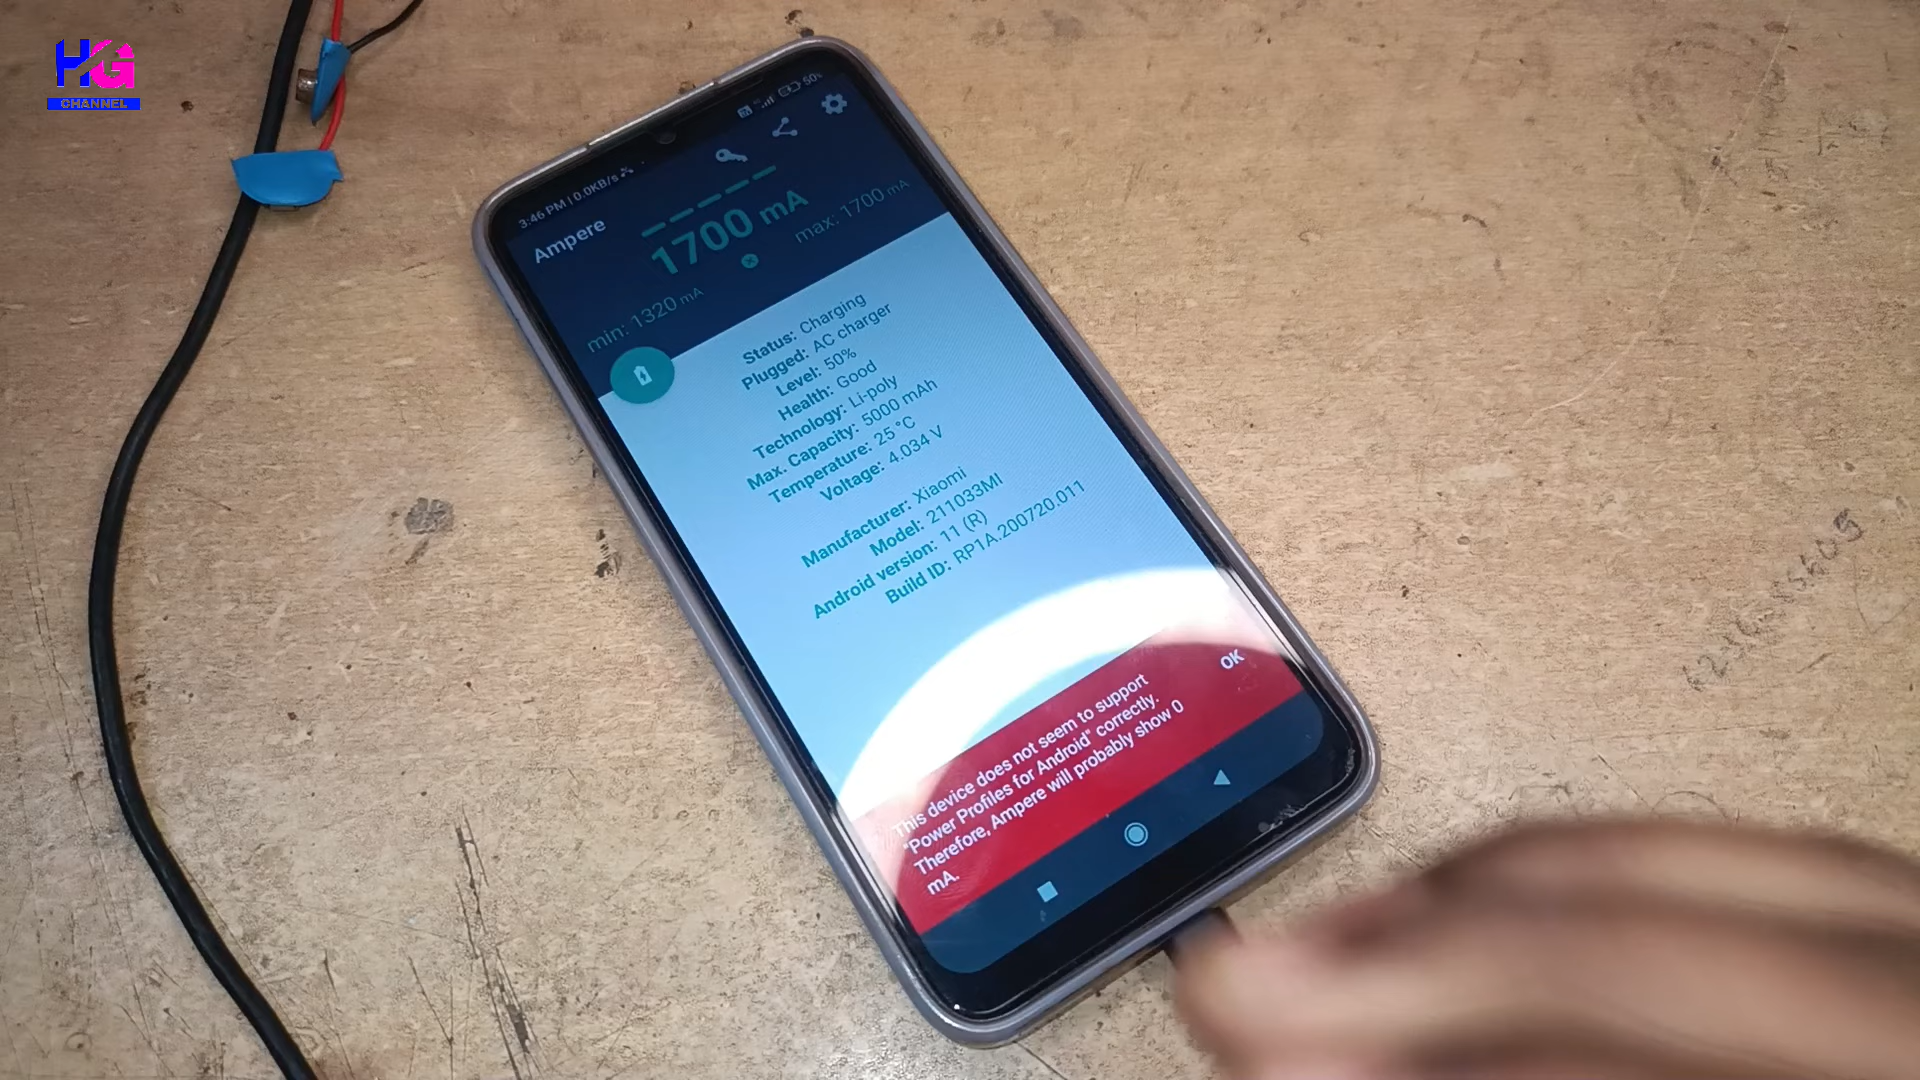 HG
CHANNEL
3:46 PM | 0.0KB/s
50%
Ampere
1700 mA
min: 1320 mA
max: 1700 mA
Status: Charging
Plugged: AC charger
Level: 50%
Health: Good
Technology: Li-poly
Max. Capacity: 5000 mAh
Temperature: 25 °C
Voltage: 4.034 V
Manufacturer: Xiaomi
Model: 211033MI
Android version: 11 (R)
Build ID: RP1A.200720.011
This device does not seem to support
"Power Profiles for Android" correctly.
Therefore, Ampere will probably show 0
mA.
OK